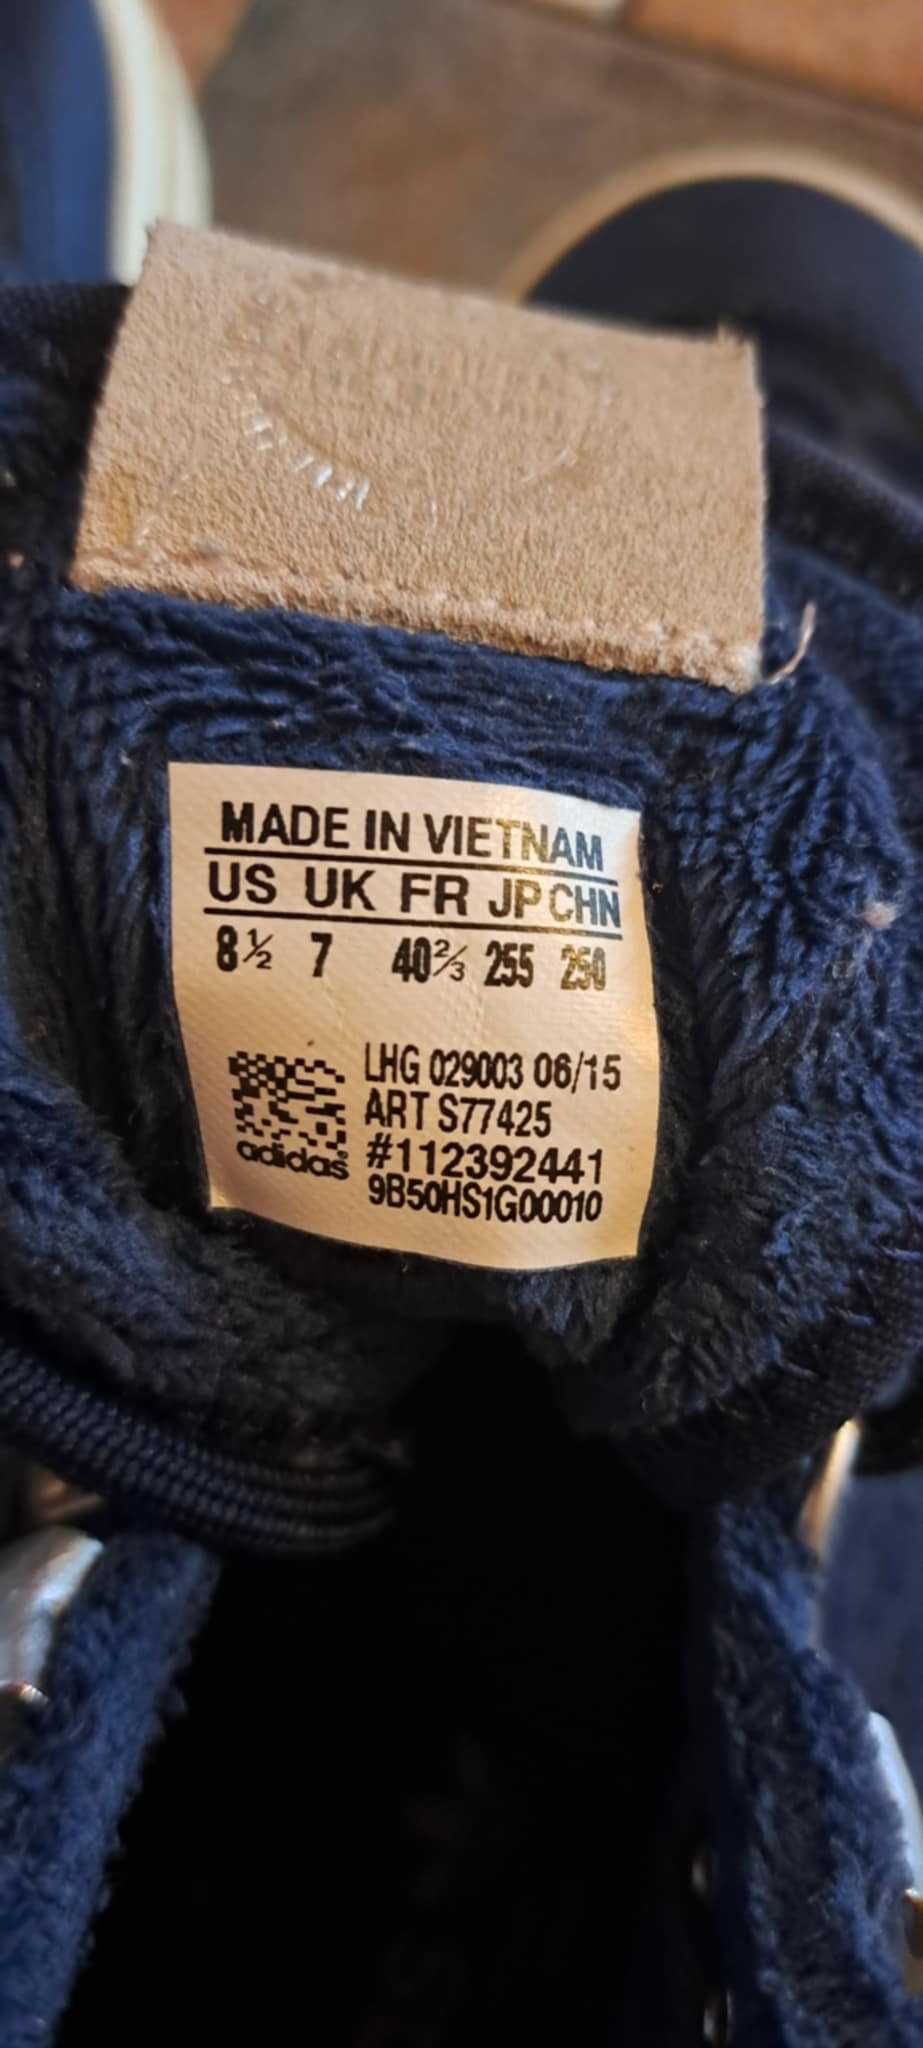 MADE IN VIETNAM
US UK FR JP CHN
8½ 7 40⅔ 255 250
LHG 029003 06/15
ART S77425
#112392441
9B50HS1G00010
adidas®